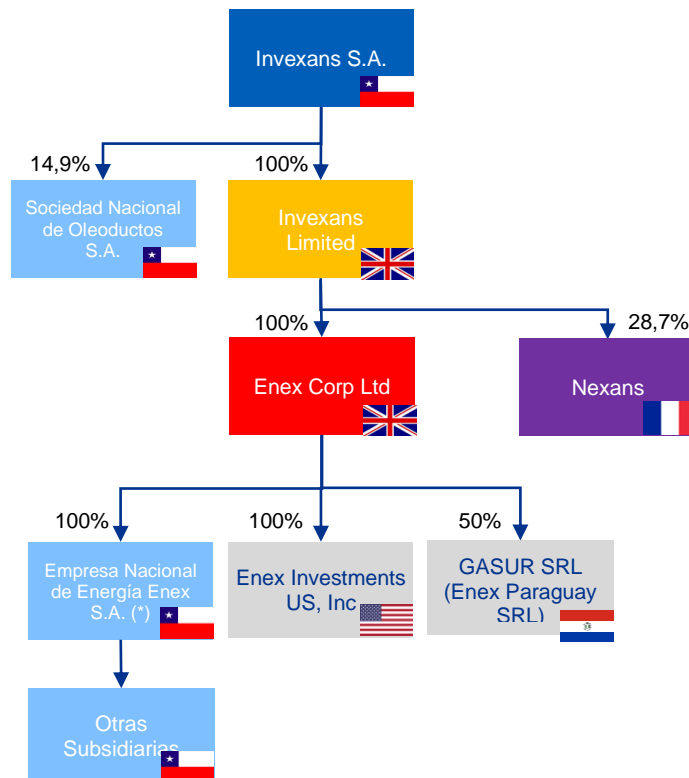 Invexans S.A.
14,9%
100%
Sociedad Nacional
de Oleoductos
S.A.
Invexans
Limited
100%
28,7%
Enex Corp Ltd
Nexans
100%
100%
50%
Empresa Nacional
de Energía Enex
S.A. (*)
Enex Investments
US, Inc
GASUR SRL
(Enex Paraguay
SRL)
Otras
Subsidiarias